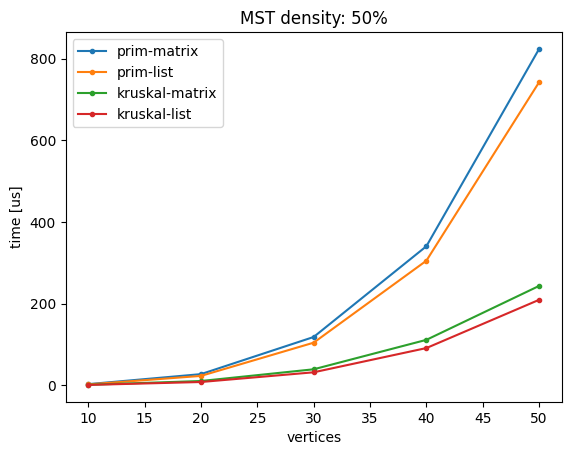 MST density: 50%
prim-matrix
prim-list
kruskal-matrix
kruskal-list
time [us]
800
600
400
200
0
10 15 20 25 30 35 40 45 50
vertices